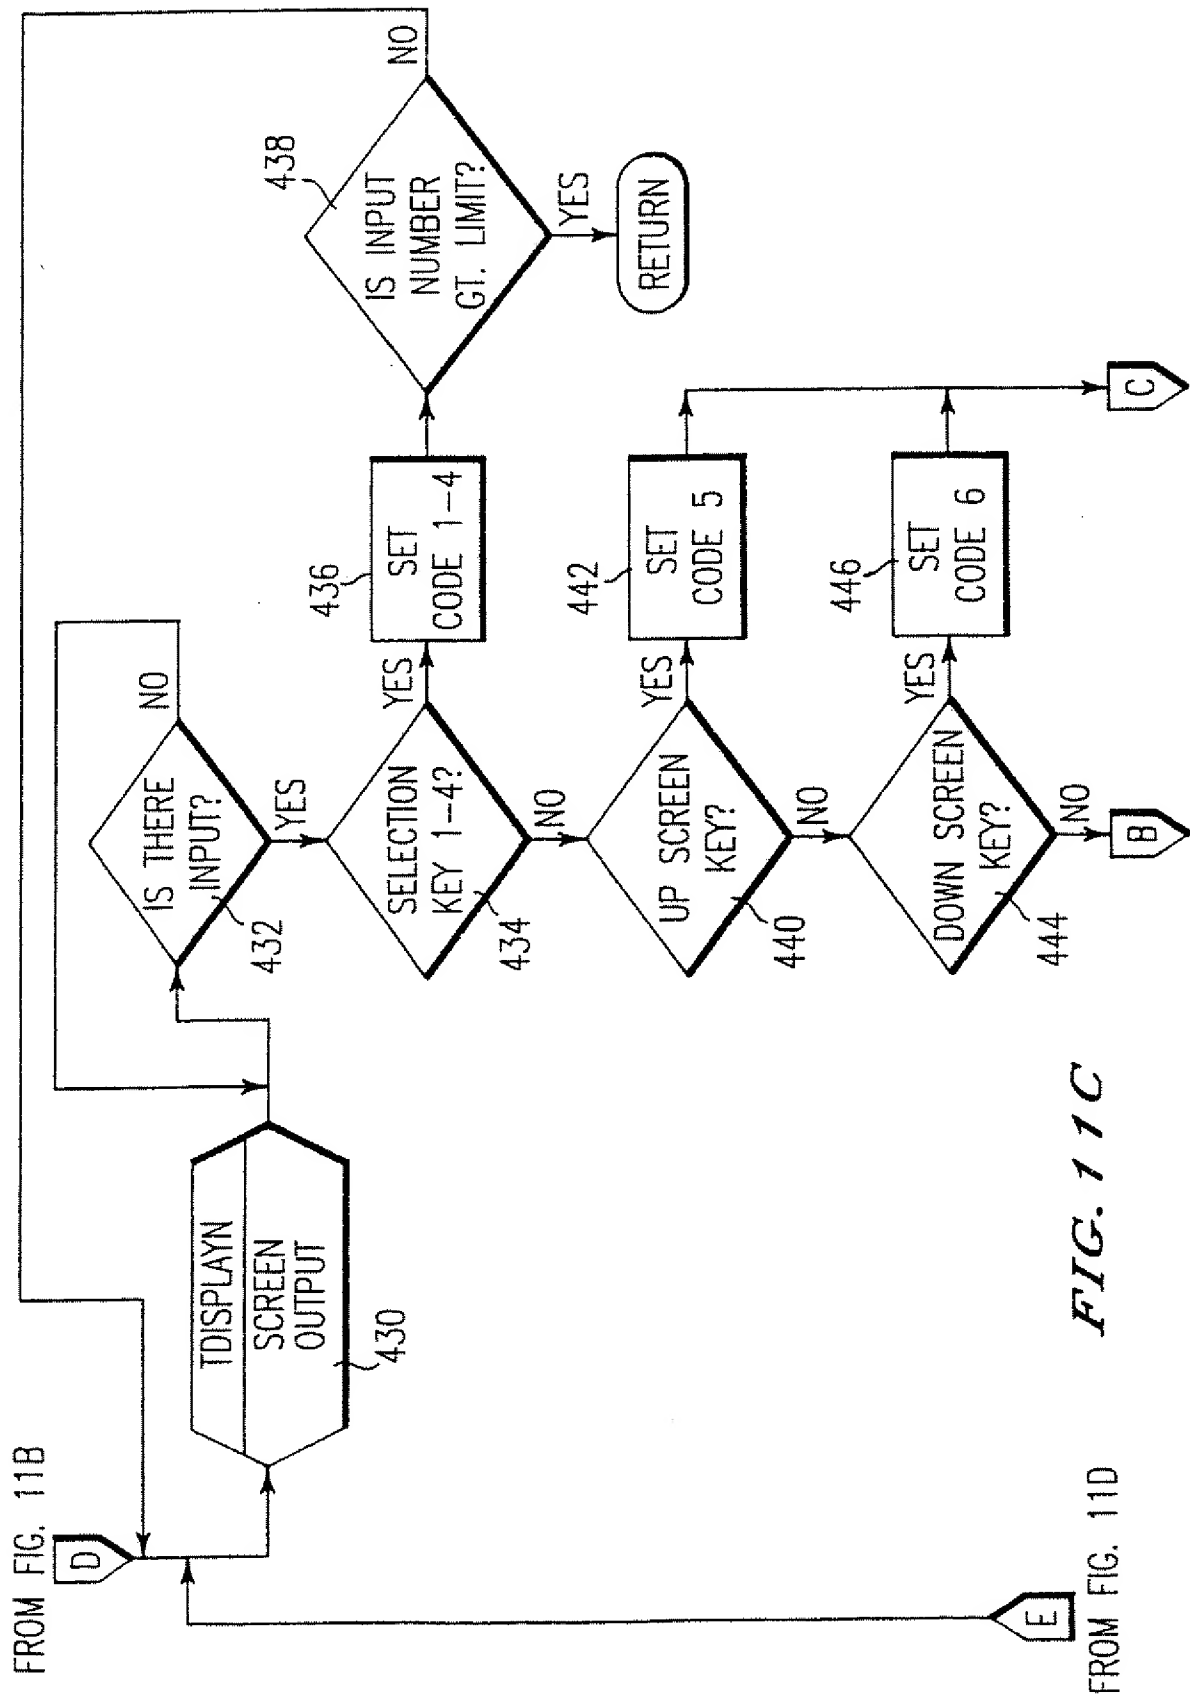 FROM FIG. 11B
D
TDISPLAYN
SCREEN
OUTPUT
430
IS THERE
INPUT?
432
NO
YES
SELECTION
KEY 1-4?
434
YES
NO
SET
CODE 1-4
436
IS INPUT
NUMBER
GT. LIMIT?
438
NO
YES
RETURN
UP SCREEN
KEY?
440
YES
NO
SET
CODE 5
442
DOWN SCREEN
KEY?
444
YES
NO
SET
CODE 6
446
B
C
E
FROM FIG. 11D
FIG. 11C